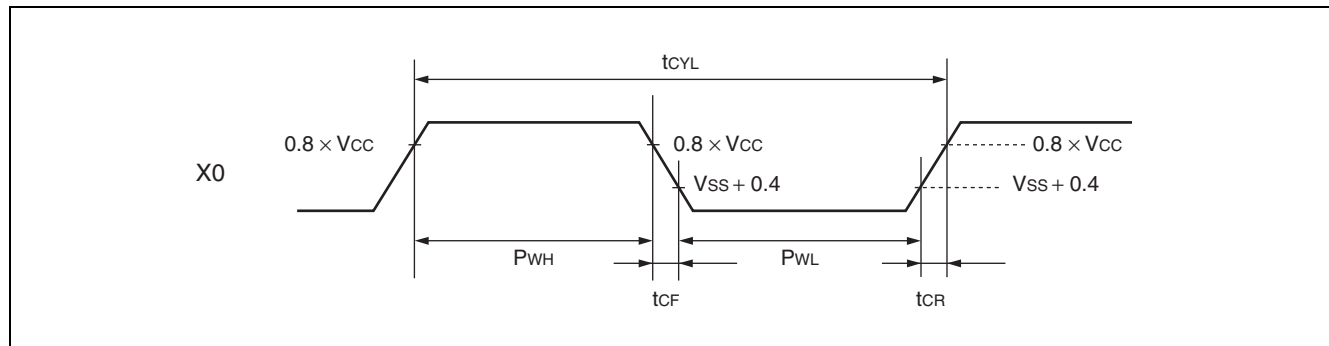 tCYL
0.8 × VCC
0.8 × VCC
0.8 × VCC
X0
VSS + 0.4
VSS + 0.4
PWH
PWL
tCF
tCR